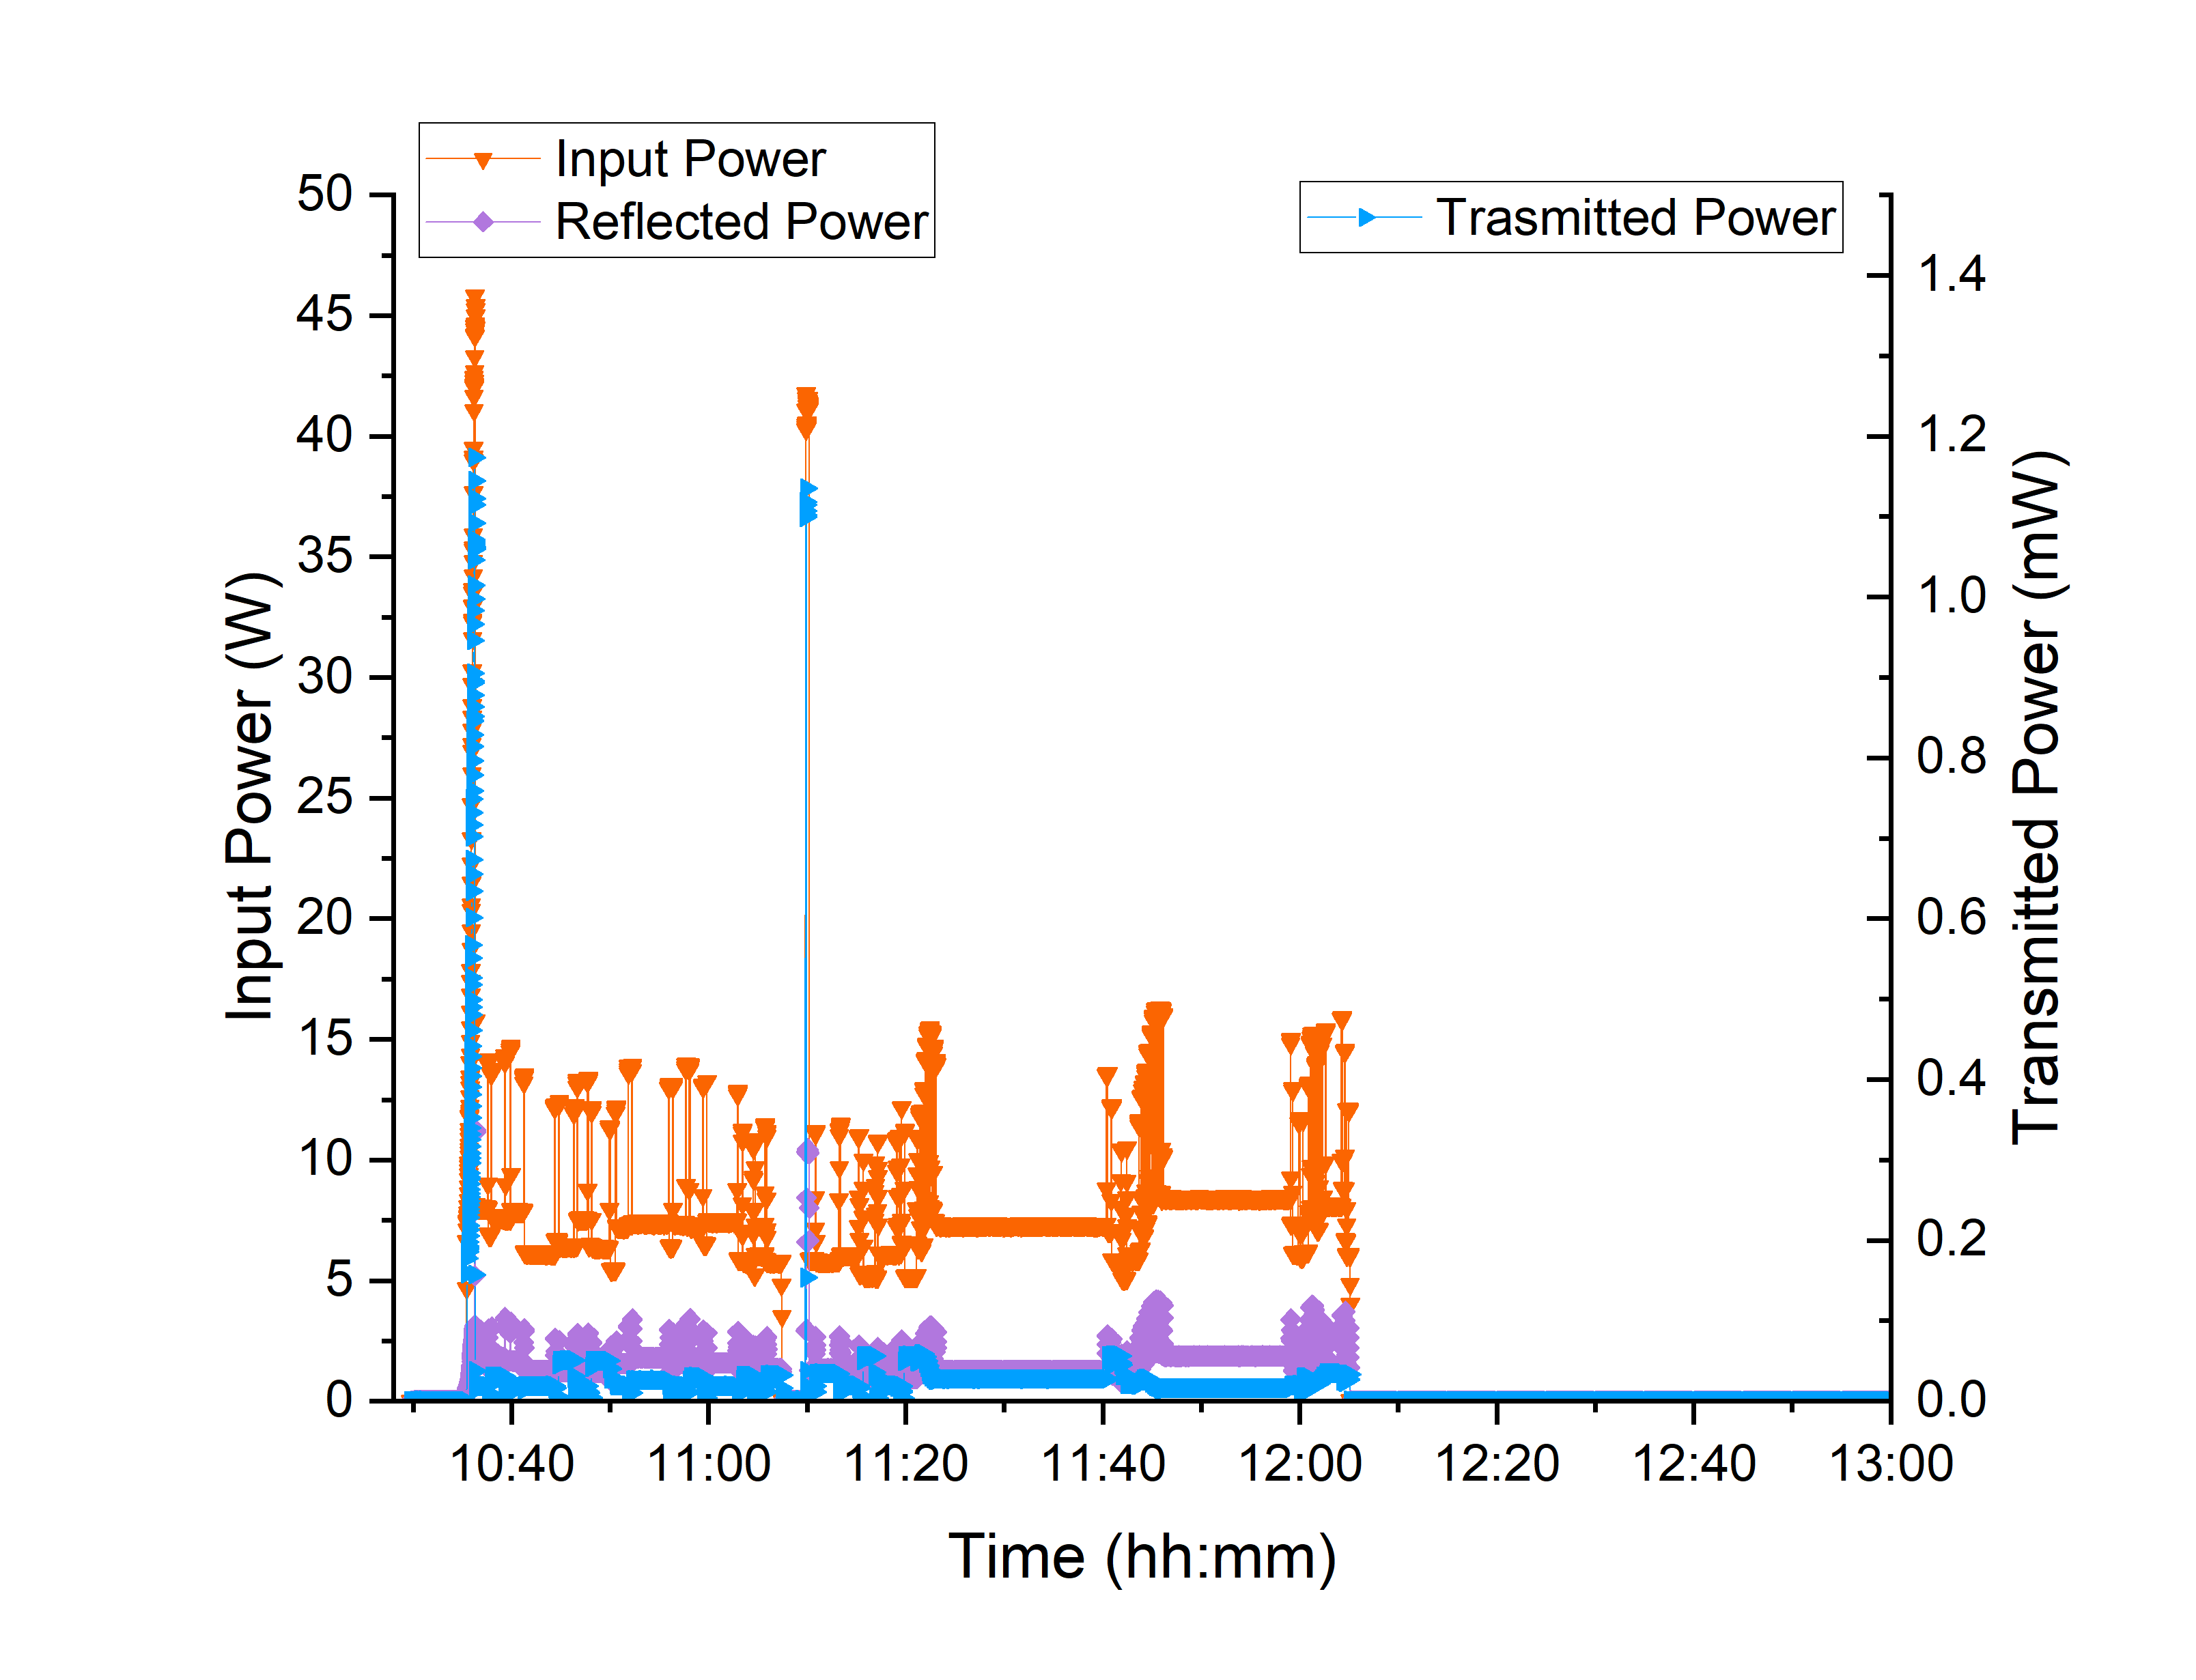 Input Power
Reflected Power
Trasmitted Power
50
45
40
35
30
25
20
15
10
5
0
Input Power (W)
1.4
1.2
1.0
0.8
0.6
0.4
0.2
0.0
Transmitted Power (mW)
10:40 11:00 11:20 11:40 12:00 12:20 12:40 13:00
Time (hh:mm)